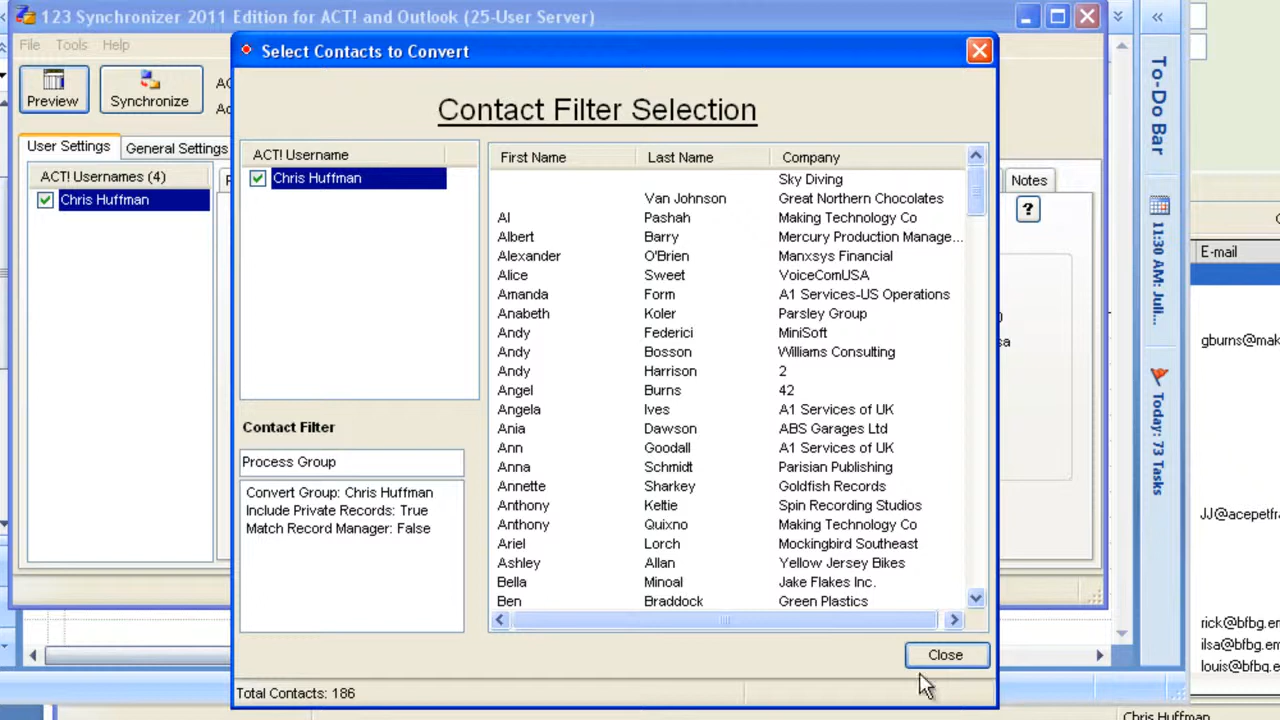 123 Synchronizer 2011 Edition for ACT! and Outlook (25-User Server)
File Tools Help
Preview
Synchronize
User Settings
General Settings
ACT! Usernames (4)
Chris Huffman
Notes
?
Select Contacts to Convert
Contact Filter Selection
ACT! Username
Chris Huffman
Contact Filter
Process Group
Convert Group: Chris Huffman
Include Private Records: True
Match Record Manager: False
First Name Last Name Company
Sky Diving
Van Johnson Great Northern Chocolates
Al Pashah Making Technology Co
Albert Barry Mercury Production Manage...
Alexander O'Brien Manxsys Financial
Alice Sweet VoiceComUSA
Amanda Form A1 Services-US Operations
Anabeth Koler Parsley Group
Andy Federici MiniSoft
Andy Bosson Williams Consulting
Andy Harrison 2
Angel Burns 42
Angela Ives A1 Services of UK
Ania Dawson ABS Garages Ltd
Ann Goodall A1 Services of UK
Anna Schmidt Parisian Publishing
Annette Sharkey Goldfish Records
Anthony Kettie Spin Recording Studios
Anthony Quixno Making Technology Co
Ariel Lorch Mockingbird Southeast
Ashley Allan Yellow Jersey Bikes
Bella Minoal Jake Flakes Inc.
Ben Braddock Green Plastics
Close
Total Contacts: 186
To-Do Bar
11:30 AM: Juli...
Today: 73 Tasks
E-mail
gburns@mak
JJ@acepetfra
rick@bfbg.em
ilsa@bfbg.em
louis@bfbg.em
Chris Huffman